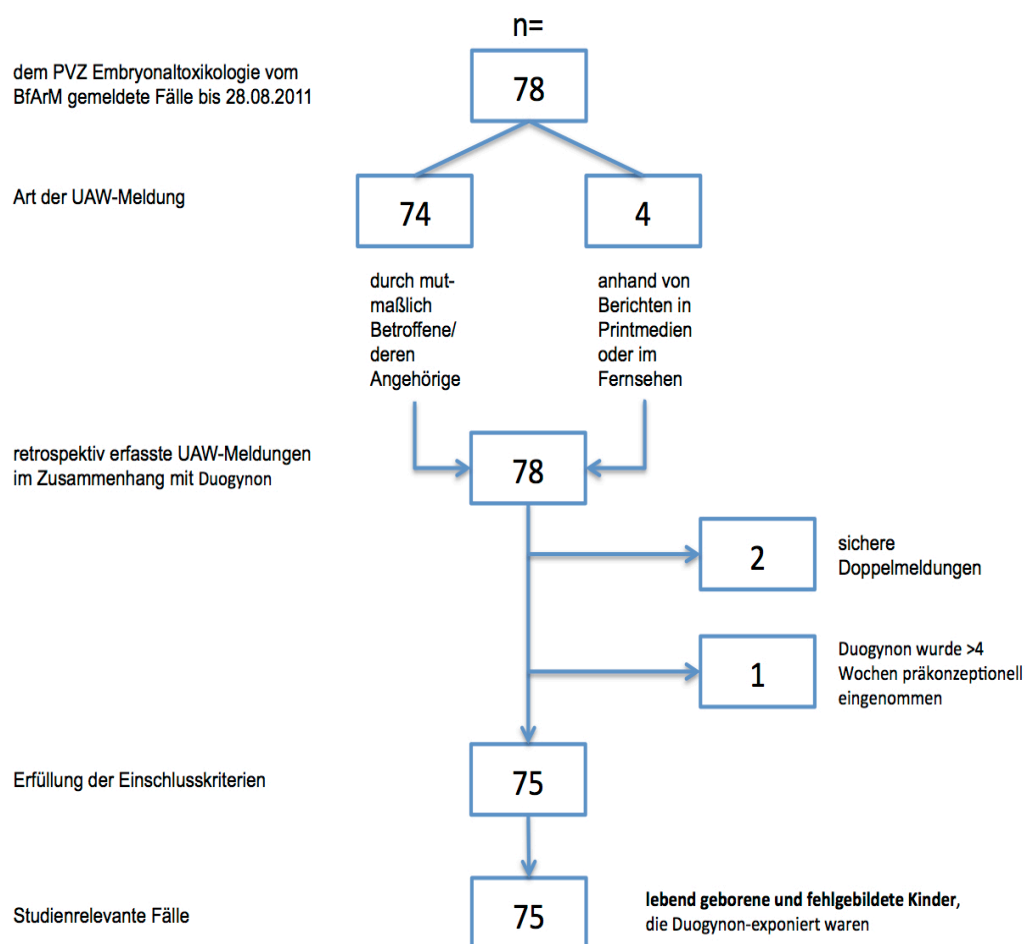 n=
dem PVZ Embryonaltoxikologie vom
BfArM gemeldete Fälle bis 28.08.2011
78
Art der UAW-Meldung
74
4
durch mut-
maßlich
Betroffene/
deren
Angehörige
anhand von
Berichten in
Printmedien
oder im
Fernsehen
retrospektiv erfasste UAW-Meldungen
im Zusammenhang mit Duogynon
78
2
sichere
Doppelmeldungen
1
Duogynon wurde >4
Wochen präkonzeptionell
eingenommen
Erfüllung der Einschlusskriterien
75
Studienrelevante Fälle
75
lebend geborene und fehlgebildete Kinder,
die Duogynon-exponiert waren